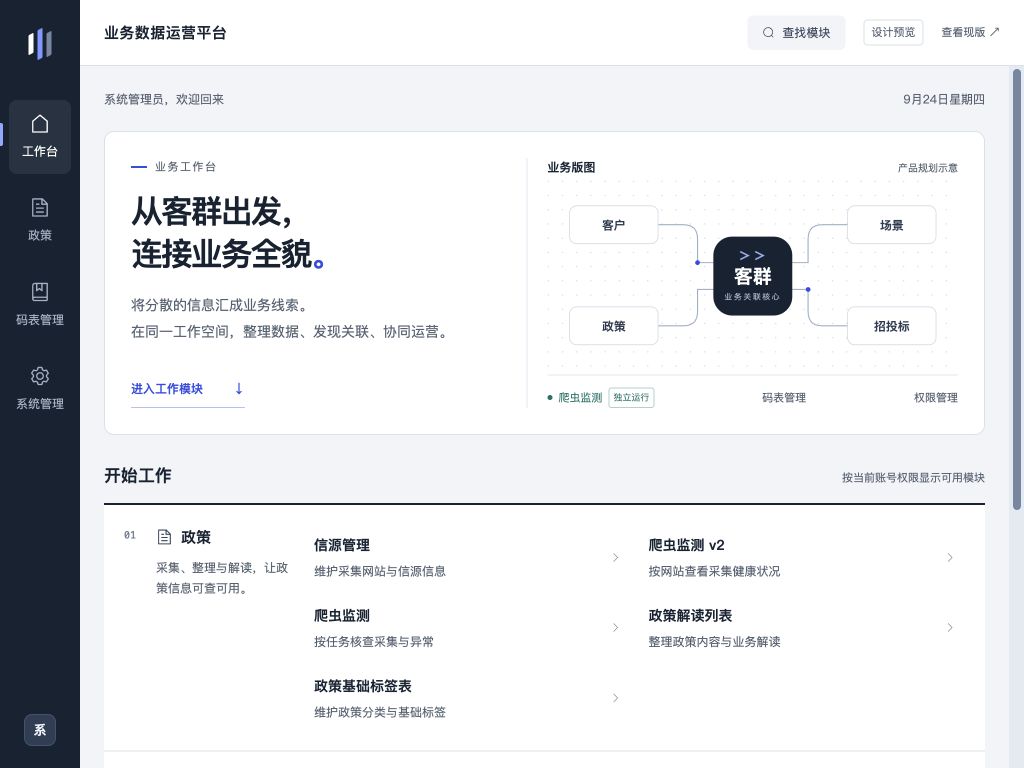 业务数据运营平台
查找模块
设计预览
查看现版 ↗
工作台
政策
码表管理
系统管理
系
系统管理员，欢迎回来
9月24日星期四
业务工作台
从客群出发，
连接业务全貌。
将分散的信息汇成业务线索。
在同一工作空间，整理数据、发现关联、协同运营。
进入工作模块 ↓
业务版图
产品规划示意
客户
场景
>>
客群
业务关联核心
政策
招投标
爬虫监测 独立运行
码表管理
权限管理
开始工作
按当前账号权限显示可用模块
01
政策
采集、整理与解读，让政
策信息可查可用。
信源管理
维护采集网站与信源信息
爬虫监测 v2
按网站查看采集健康状况
爬虫监测
按任务核查采集与异常
政策解读列表
整理政策内容与业务解读
政策基础标签表
维护政策分类与基础标签